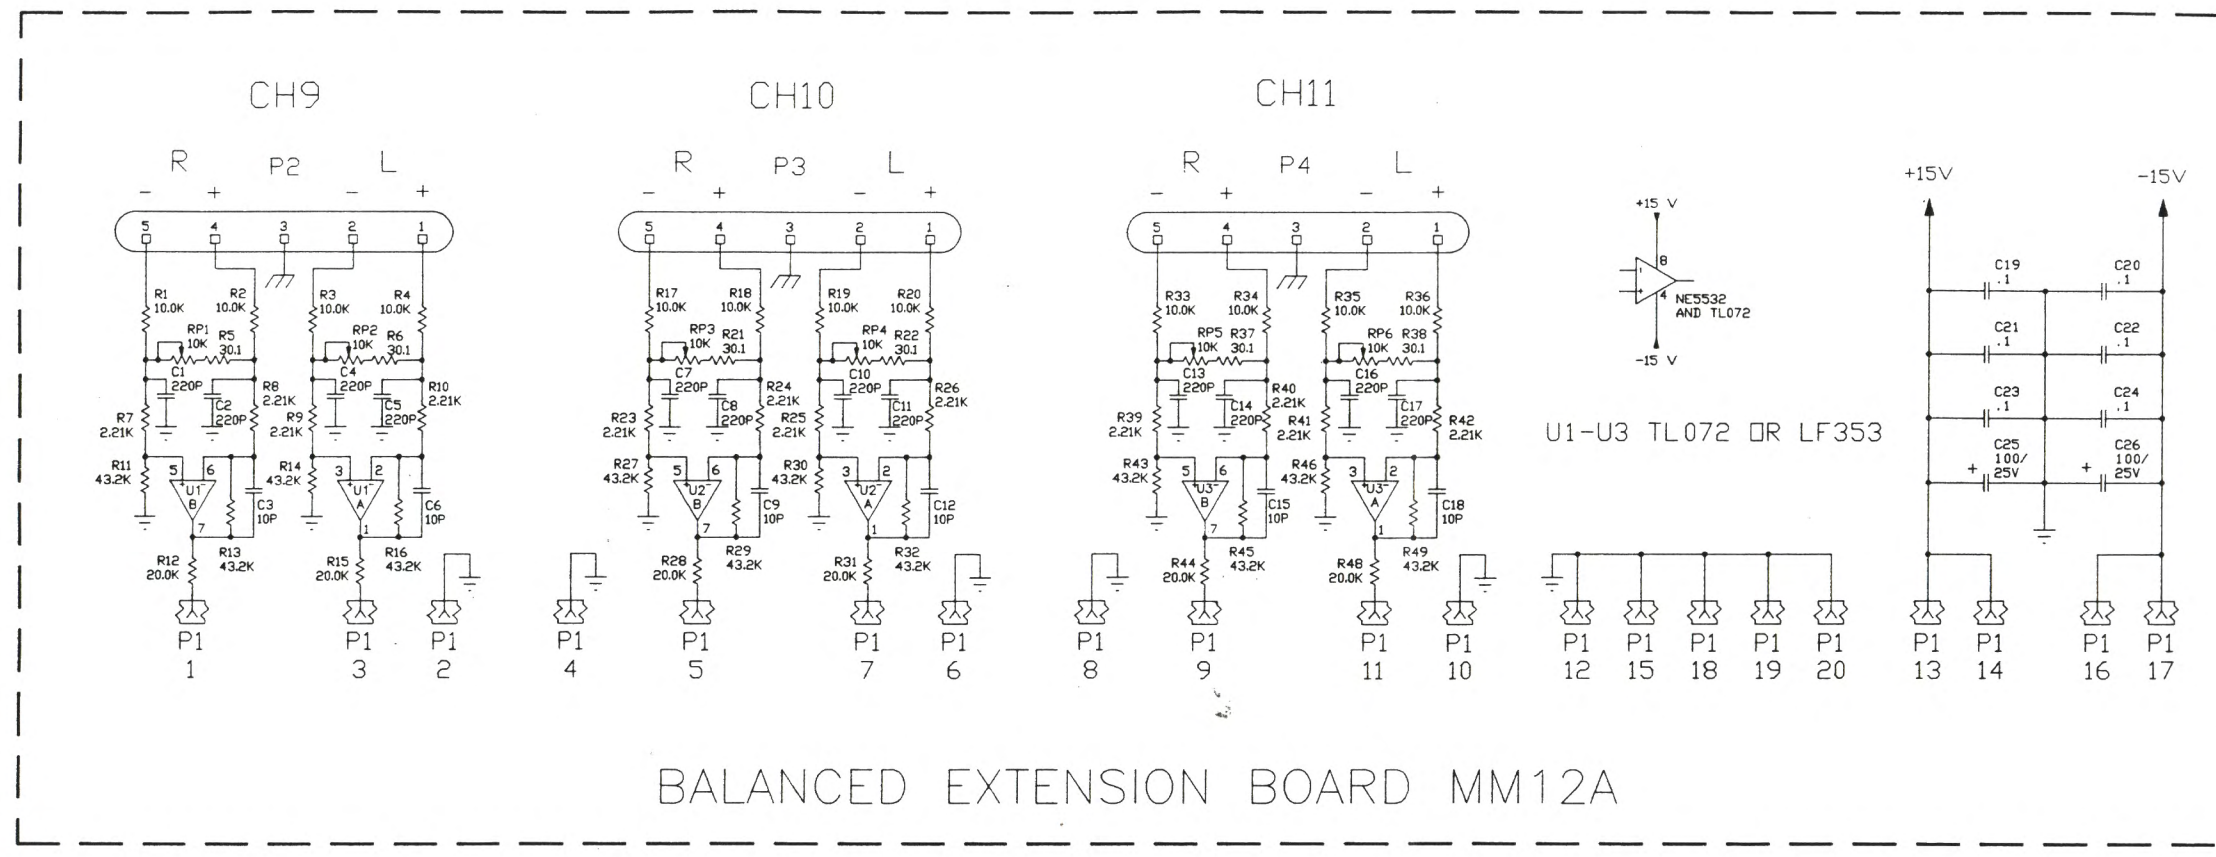 CH9 CH10 CH11
R P2 L R P3 L R P4 L
- + - + - + - + - + - +
5 4 3 2 1 5 4 3 2 1 5 4 3 2 1
R1 10.0K
R2 10.0K
R3 10.0K
R4 10.0K
RP1 10K
R5 30.1
RP2 10K
R6 30.1
C1 220P
C2 220P
R8 2.21K
C4 220P
C5 220P
R10 2.21K
R7 2.21K
R9 2.21K
R11 43.2K
5 6
U1 B
7
C3 10P
R14 43.2K
3 2
U1 A
1
C6 10P
R12 20.0K
R13 43.2K
R15 20.0K
R16 43.2K
P1 1
P1 3
P1 2
P1 4
R17 10.0K
R18 10.0K
R19 10.0K
R20 10.0K
RP3 10K
R21 30.1
RP4 10K
R22 30.1
C7 220P
C8 220P
R24 2.21K
C10 220P
C11 220P
R26 2.21K
R23 2.21K
R25 2.21K
R27 43.2K
5 6
U2 B
7
C9 10P
R30 43.2K
3 2
U2 A
1
C12 10P
R28 20.0K
R29 43.2K
R31 20.0K
R32 43.2K
P1 5
P1 7
P1 6
P1 8
R33 10.0K
R34 10.0K
R35 10.0K
R36 10.0K
RP5 10K
R37 30.1
RP6 10K
R38 30.1
C13 220P
C14 220P
R40 2.21K
C16 220P
C17 220P
R42 2.21K
R39 2.21K
R41 2.21K
R43 43.2K
5 6
U3 B
7
C15 10P
R46 43.2K
3 2
U3 A
1
C18 10P
R44 20.0K
R45 43.2K
R48 20.0K
R49 43.2K
P1 9
P1 11
P1 10
+15 V
8
- +
4
NE5532
AND TL072
-15 V
U1-U3 TL072 OR LF353
P1 12
P1 15
P1 18
P1 19
P1 20
+15V -15V
C19 .1
C20 .1
C21 .1
C22 .1
C23 .1
C24 .1
C25 100/ 25V
+
C26 100/ 25V
+
P1 13
P1 14
P1 16
P1 17
BALANCED EXTENSION BOARD MM12A